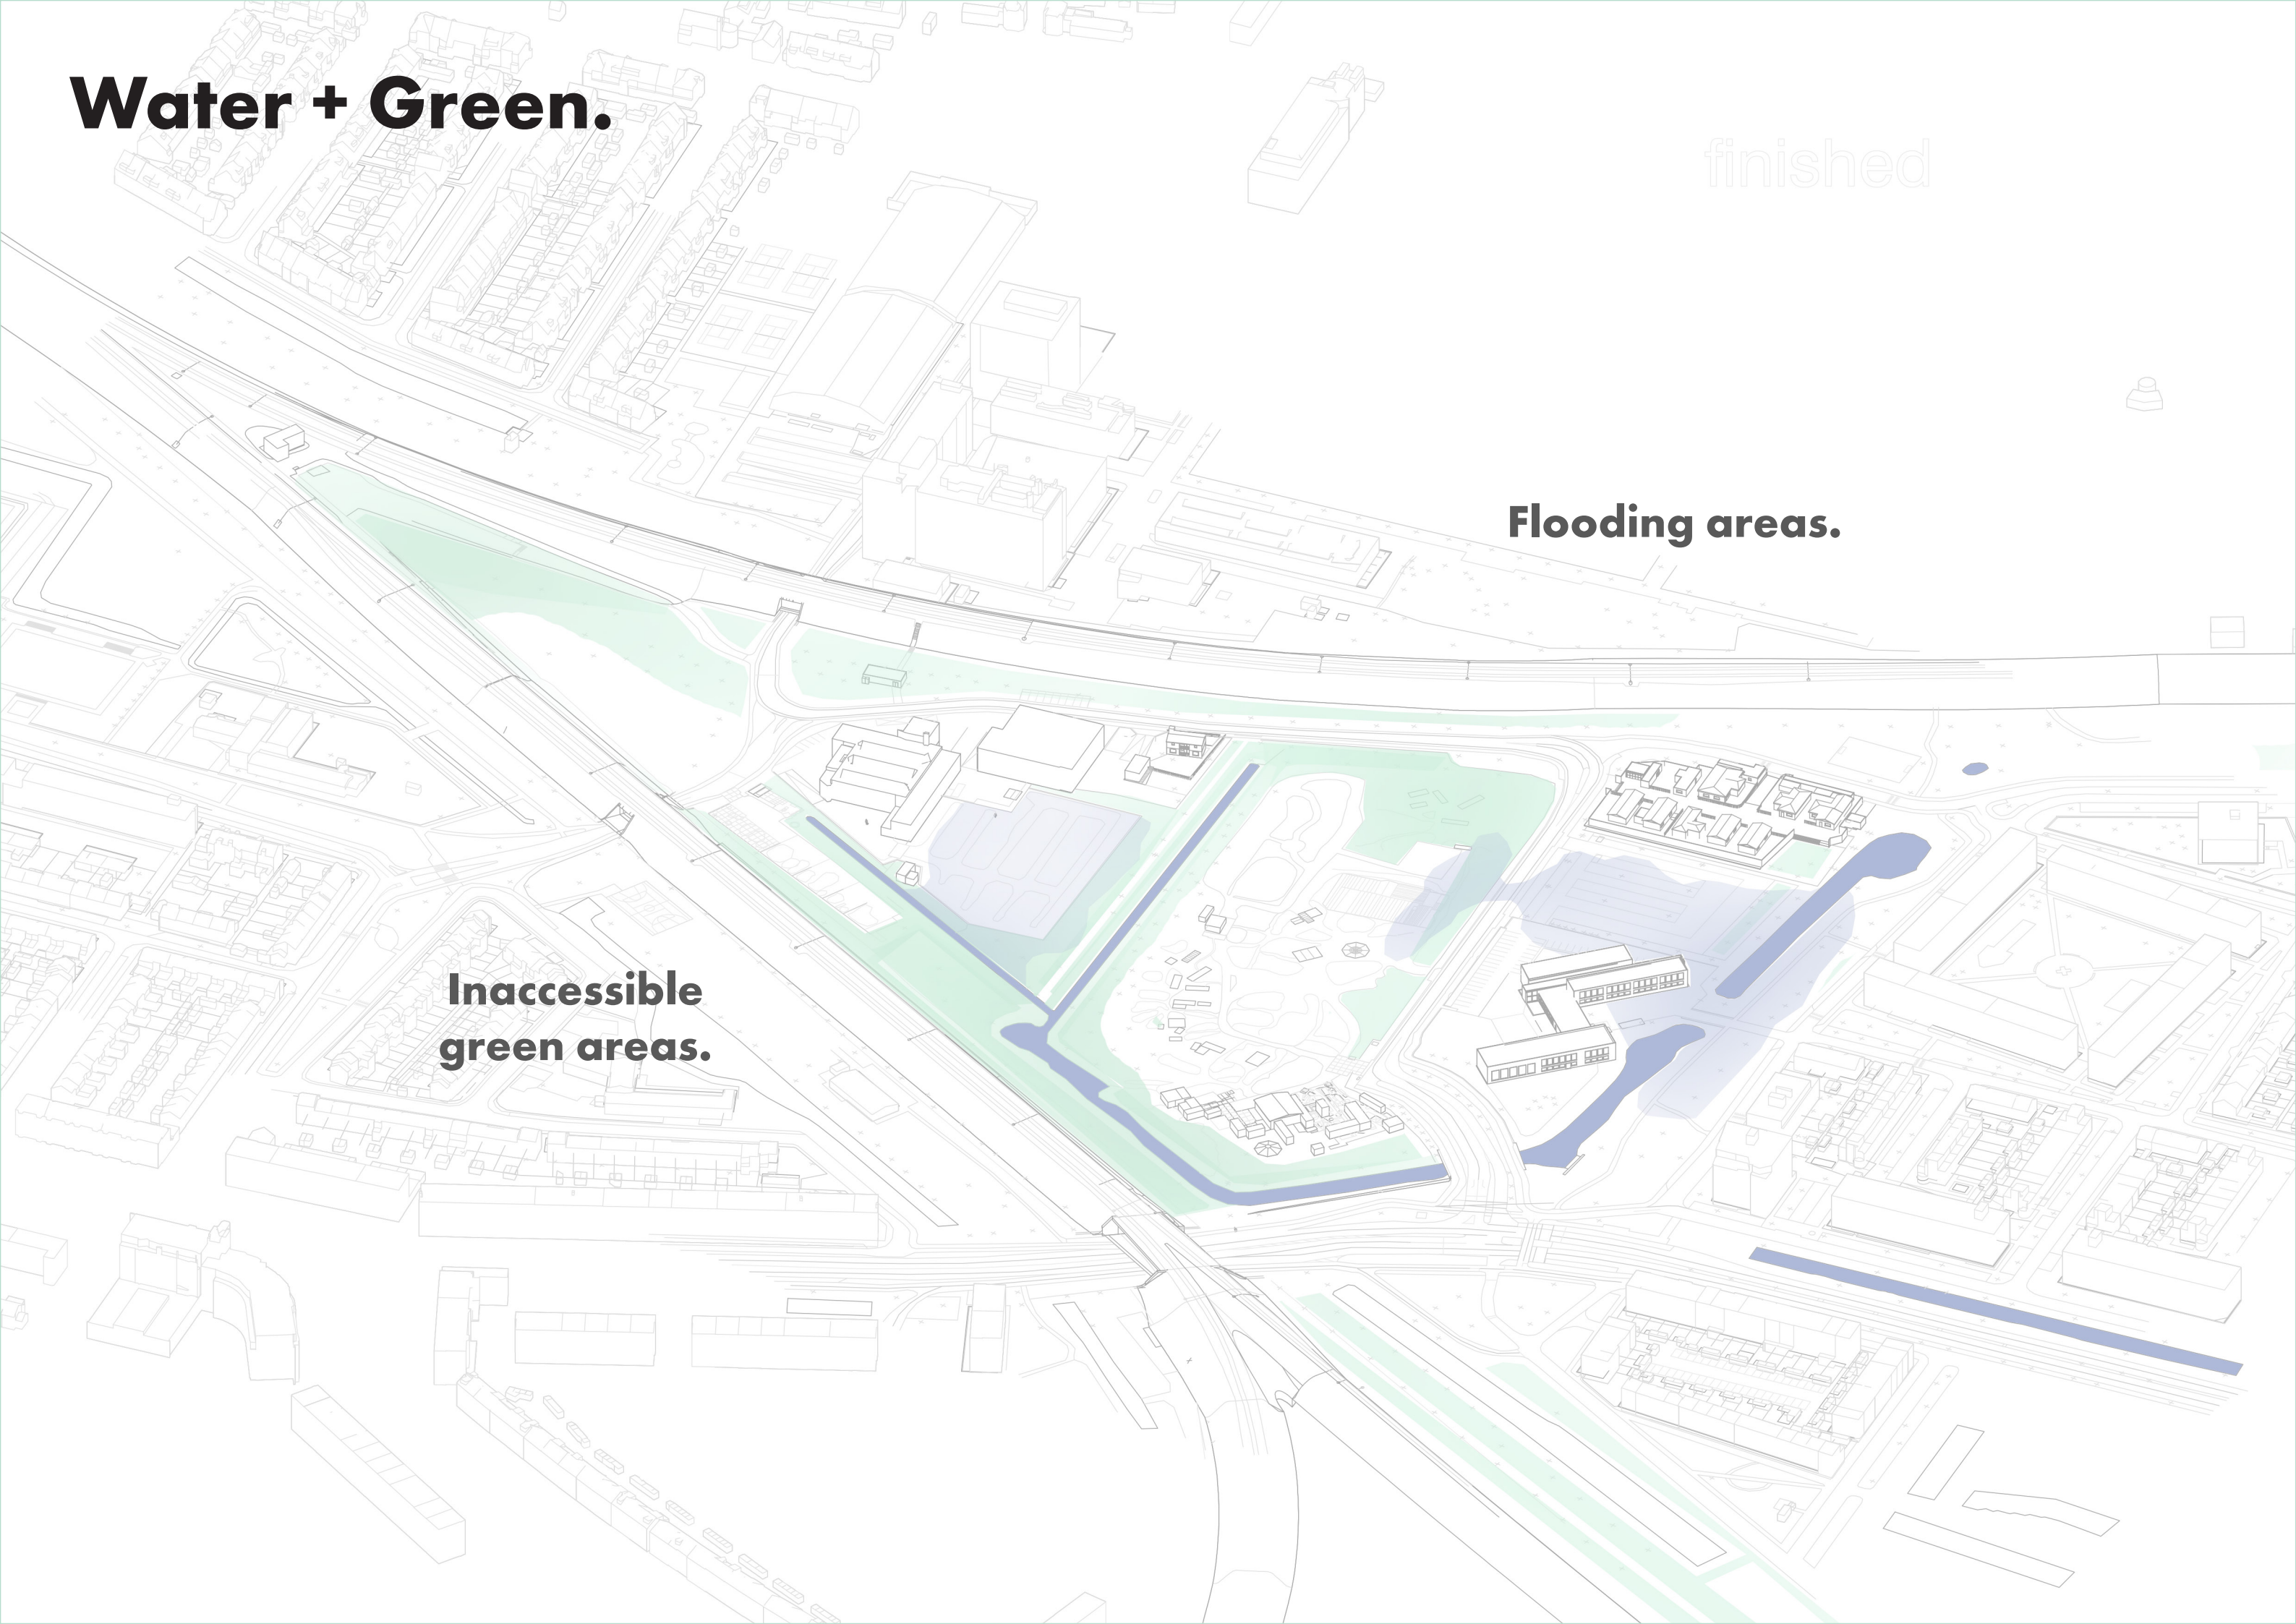 Water + Green.
finished
Flooding areas.
Inaccessible
green areas.